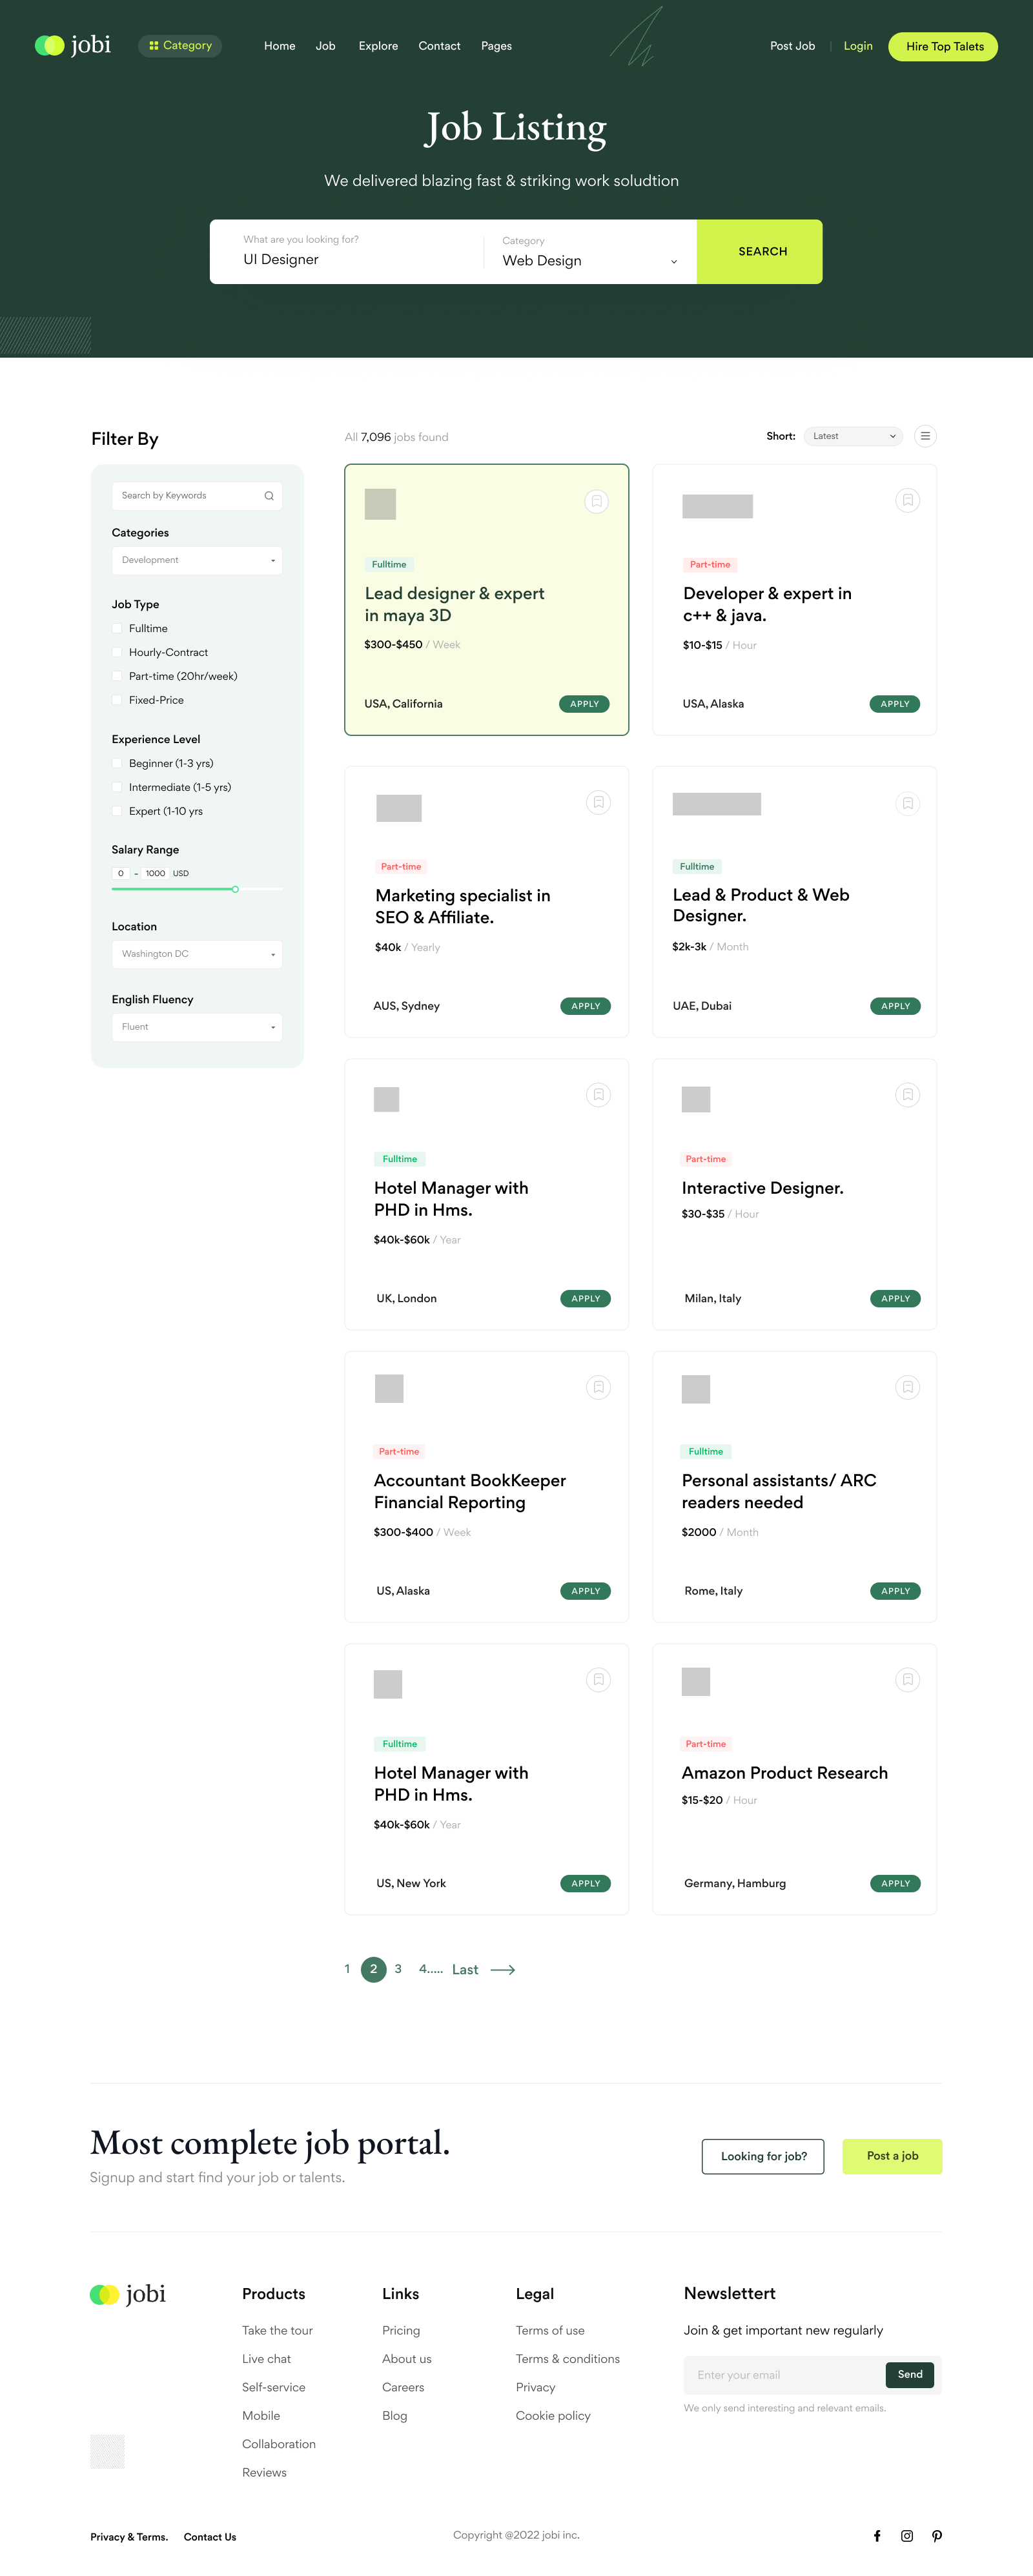 jobi
Category
Home
Job
Explore
Contact
Pages
Post Job
Login
Hire Top Talets
Job Listing
We delivered blazing fast & striking work soludtion
What are you looking for?
UI Designer
Category
Web Design
SEARCH
Filter By
Search by Keywords
Categories
Development
Job Type
Fulltime
Hourly-Contract
Part-time (20hr/week)
Fixed-Price
Experience Level
Beginner (1-3 yrs)
Intermediate (1-5 yrs)
Expert (1-10 yrs
Salary Range
0 - 1000 USD
Location
Washington DC
English Fluency
Fluent
All 7,096 jobs found
Short:
Latest
Fulltime
Lead designer & expert
in maya 3D
$300-$450 / Week
USA, California
APPLY
Part-time
Developer & expert in
c++ & java.
$10-$15 / Hour
USA, Alaska
APPLY
Part-time
Marketing specialist in
SEO & Affiliate.
$40k / Yearly
AUS, Sydney
APPLY
Fulltime
Lead & Product & Web
Designer.
$2k-3k / Month
UAE, Dubai
APPLY
Fulltime
Hotel Manager with
PHD in Hms.
$40k-$60k / Year
UK, London
APPLY
Part-time
Interactive Designer.
$30-$35 / Hour
Milan, Italy
APPLY
Part-time
Accountant BookKeeper
Financial Reporting
$300-$400 / Week
US, Alaska
APPLY
Fulltime
Personal assistants/ ARC
readers needed
$2000 / Month
Rome, Italy
APPLY
Fulltime
Hotel Manager with
PHD in Hms.
$40k-$60k / Year
US, New York
APPLY
Part-time
Amazon Product Research
$15-$20 / Hour
Germany, Hamburg
APPLY
1 2 3 4..... Last
Most complete job portal.
Signup and start find your job or talents.
Looking for job?
Post a job
jobi
Products
Take the tour
Live chat
Self-service
Mobile
Collaboration
Reviews
Links
Pricing
About us
Careers
Blog
Legal
Terms of use
Terms & conditions
Privacy
Cookie policy
Newslettert
Join & get important new regularly
Enter your email
Send
We only send interesting and relevant emails.
Privacy & Terms.
Contact Us
Copyright @2022 jobi inc.